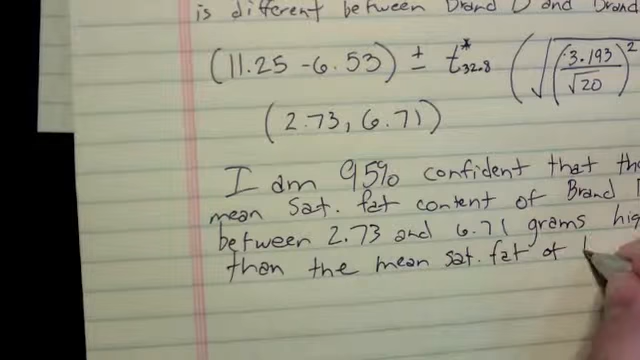 is different between Brand D and Brand
(11.25 - 6.53) ± t*32.8 (√(3.193/√20)²
(2.73, 6.71)
I am 95% confident that the
mean sat. fat content of Brand
between 2.73 and 6.71 grams hig
than the mean sat. fat of